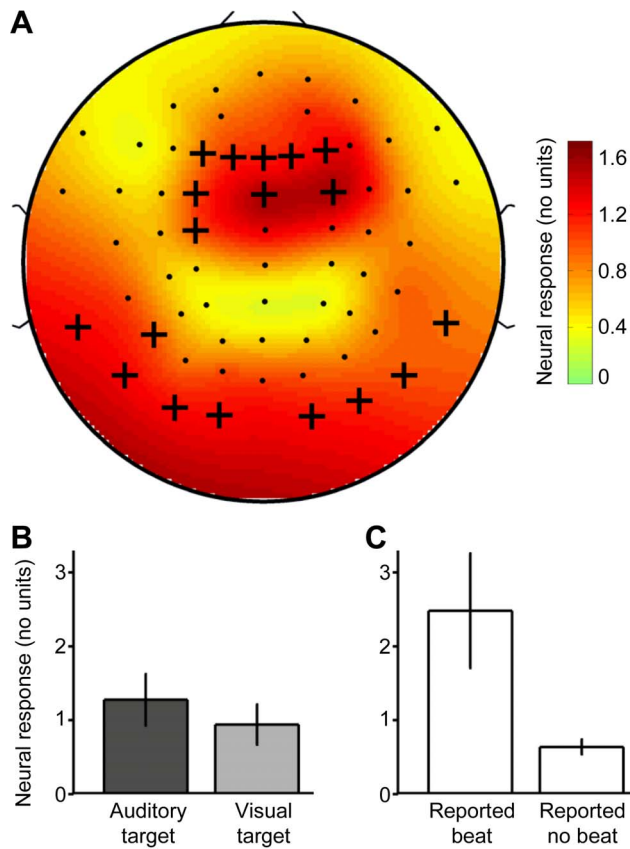 A
Neural response (no units)
1.6
1.2
0.8
0.4
0
B
Neural response (no units)
3
2
1
0
Auditory
target
Visual
target
C
3
2
1
0
Reported
beat
Reported
no beat